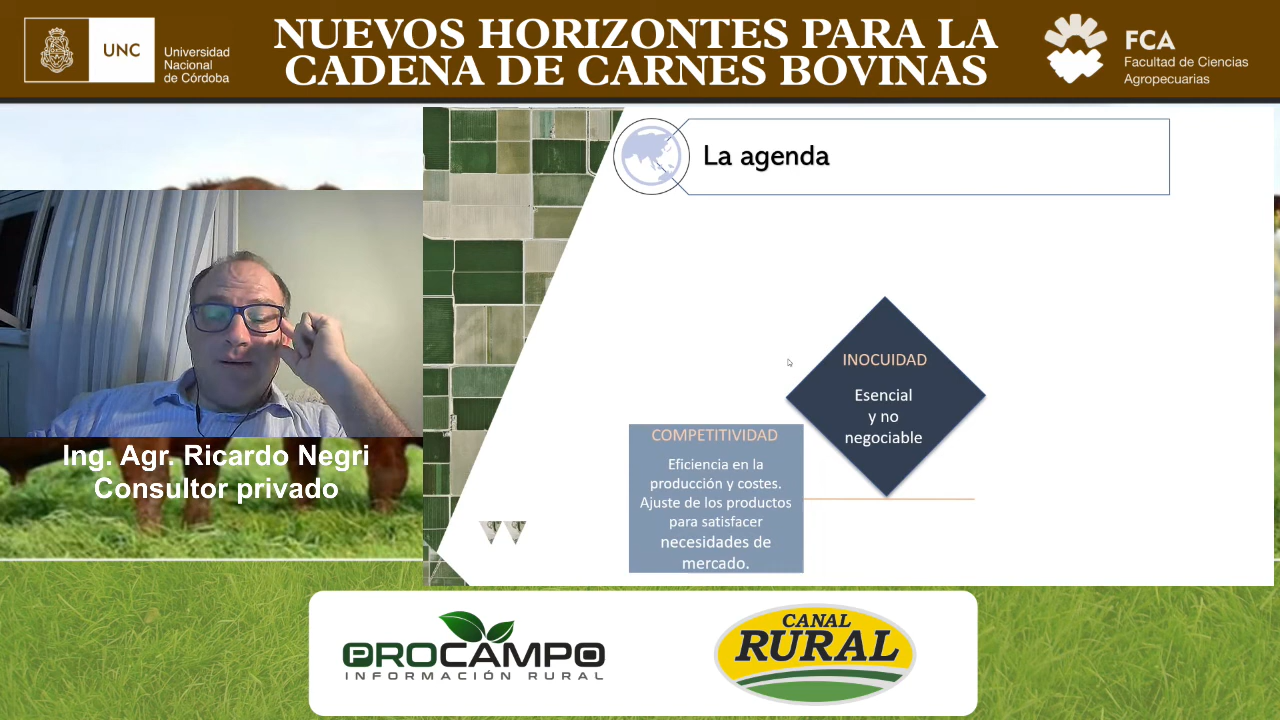 UNC
Universidad
Nacional
de Córdoba
NUEVOS HORIZONTES PARA LA
CADENA DE CARNES BOVINAS
FCA
Facultad de Ciencias
Agropecuarias
La agenda
INOCUIDAD
Esencial
y no
negociable
COMPETITIVIDAD
Eficiencia en la
producción y costes.
Ajuste de los productos
para satisfacer
necesidades de
mercado.
Ing. Agr. Ricardo Negri
Consultor privado
PROCAMPO
INFORMACIÓN RURAL
CANAL
RURAL